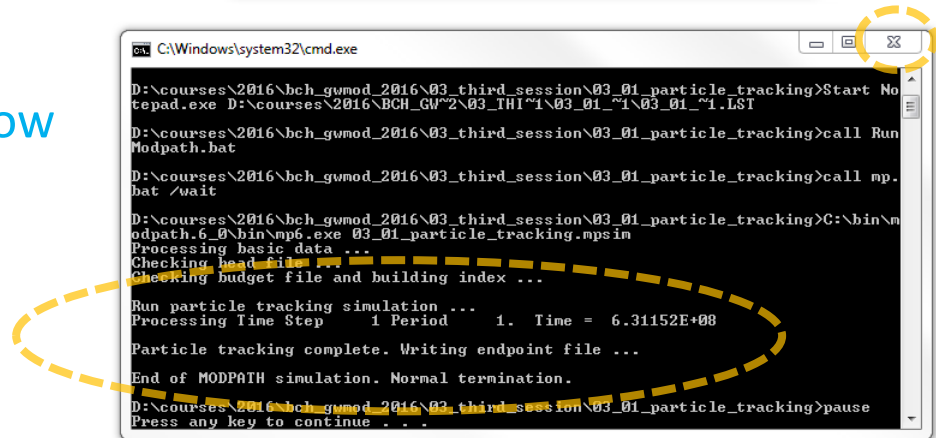 C:\Windows\system32\cmd.exe
D:\courses\2016\bch_gwmod_2016\03_third_session\03_01_particle_tracking>Start No
tepad.exe D:\courses\2016\BCH_GW~2\03_THI~1\03_01_~1\03_01_~1.LST
ow
D:\courses\2016\bch_gwmod_2016\03_third_session\03_01_particle_tracking>call Run
Modpath.bat
D:\courses\2016\bch_gwmod_2016\03_third_session\03_01_particle_tracking>call mp.
bat /wait
D:\courses\2016\bch_gwmod_2016\03_third_session\03_01_particle_tracking>C:\bin\m
odpath.6_0\bin\mp6.exe 03_01_particle_tracking.mpsim
Processing basic data ...
Checking head file ...
Checking budget file and building index ...
Run particle tracking simulation ...
Processing Time Step     1 Period     1.  Time =  6.31152E+08
Particle tracking complete. Writing endpoint file ...
End of MODPATH simulation. Normal termination.
D:\courses\2016\bch_gwmod_2016\03_third_session\03_01_particle_tracking>pause
Press any key to continue . . .